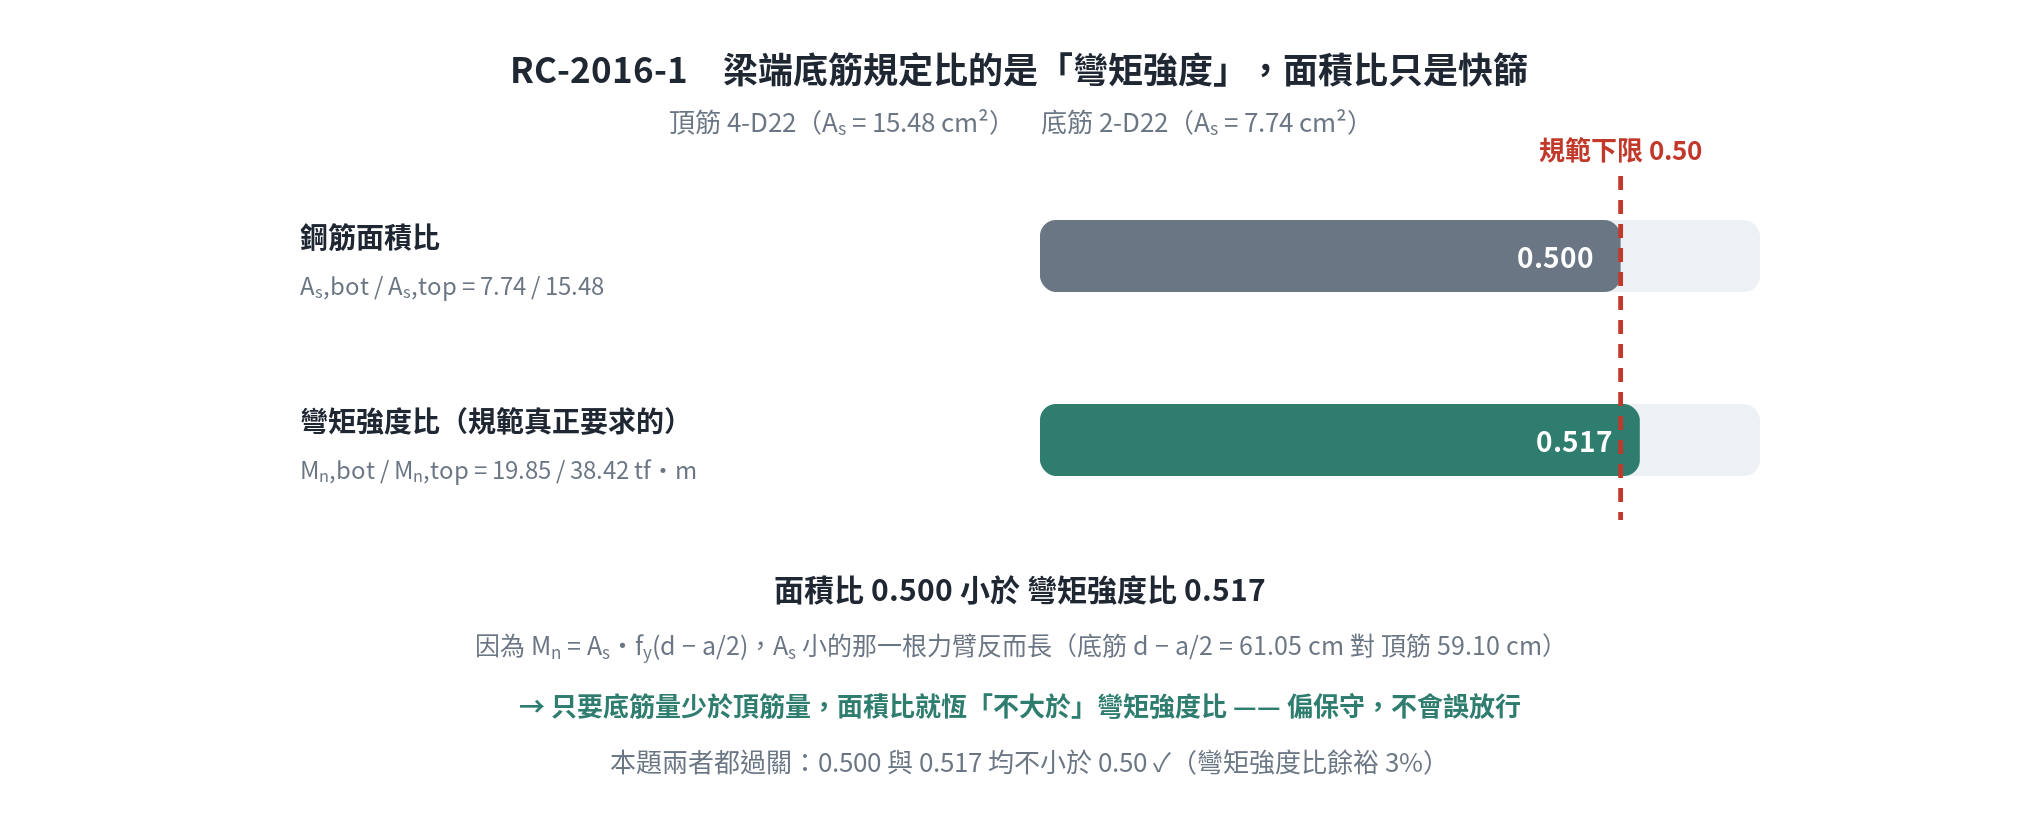 RC-2016-1　梁端底筋規定比的是「彎矩強度」，面積比只是快篩
頂筋 4-D22（Aₛ = 15.48 cm²）　底筋 2-D22（Aₛ = 7.74 cm²）
規範下限 0.50
鋼筋面積比
0.500
Aₛ,bot / Aₛ,top = 7.74 / 15.48
彎矩強度比（規範真正要求的）
0.517
Mₙ,bot / Mₙ,top = 19.85 / 38.42 tf・m
面積比 0.500 小於 彎矩強度比 0.517
因為 Mₙ = Aₛ・fᵧ(d − a/2)，Aₛ 小的那一根力臂反而長（底筋 d − a/2 = 61.05 cm 對 頂筋 59.10 cm）
→ 只要底筋量少於頂筋量，面積比就恆「不大於」彎矩強度比 —— 偏保守，不會誤放行
本題兩者都過關：0.500 與 0.517 均不小於 0.50 ✓（彎矩強度比餘裕 3%）